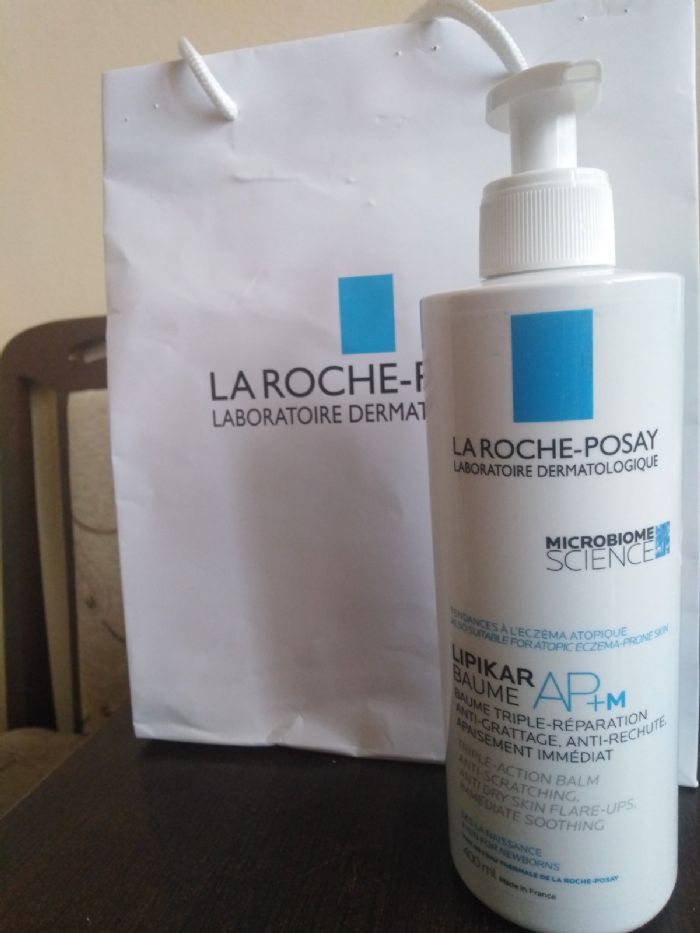 LA ROCHE-
LABORATOIRE DERMAT
LA ROCHE-POSAY
LABORATOIRE DERMATOLOGIQUE
MICROBIOME
SCIENCE
TENDANCES À L'ECZÉMA ATOPIQUE
ALSO SUITABLE FOR ATOPIC ECZEMA-PRONE SKIN
LIPIKAR
BAUME AP+M
BAUME TRIPLE-RÉPARATION
ANTI-GRATTAGE, ANTI-RECHUTE,
APAISEMENT IMMÉDIAT
TRIPLE-ACTION BALM
ANTI-SCRATCHING,
ANTI DRY SKIN FLARE-UPS,
IMMEDIATE SOOTHING
DÈS LA NAISSANCE
EVEN FOR NEWBORNS
THERMALE DE LA ROCHE-POSAY
400 ml Made in France